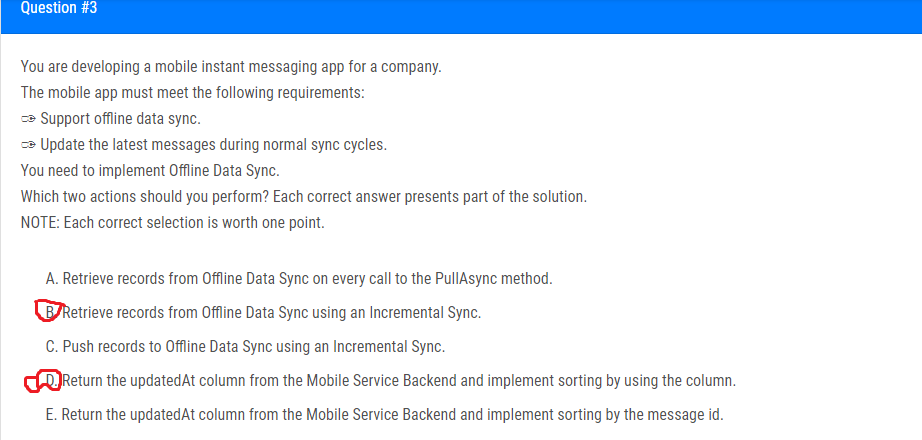 Question #3
You are developing a mobile instant messaging app for a company.
The mobile app must meet the following requirements:
✑ Support offline data sync.
✑ Update the latest messages during normal sync cycles.
You need to implement Offline Data Sync.
Which two actions should you perform? Each correct answer presents part of the solution.
NOTE: Each correct selection is worth one point.
A. Retrieve records from Offline Data Sync on every call to the PullAsync method.
B. Retrieve records from Offline Data Sync using an Incremental Sync.
C. Push records to Offline Data Sync using an Incremental Sync.
D. Return the updatedAt column from the Mobile Service Backend and implement sorting by using the column.
E. Return the updatedAt column from the Mobile Service Backend and implement sorting by the message id.